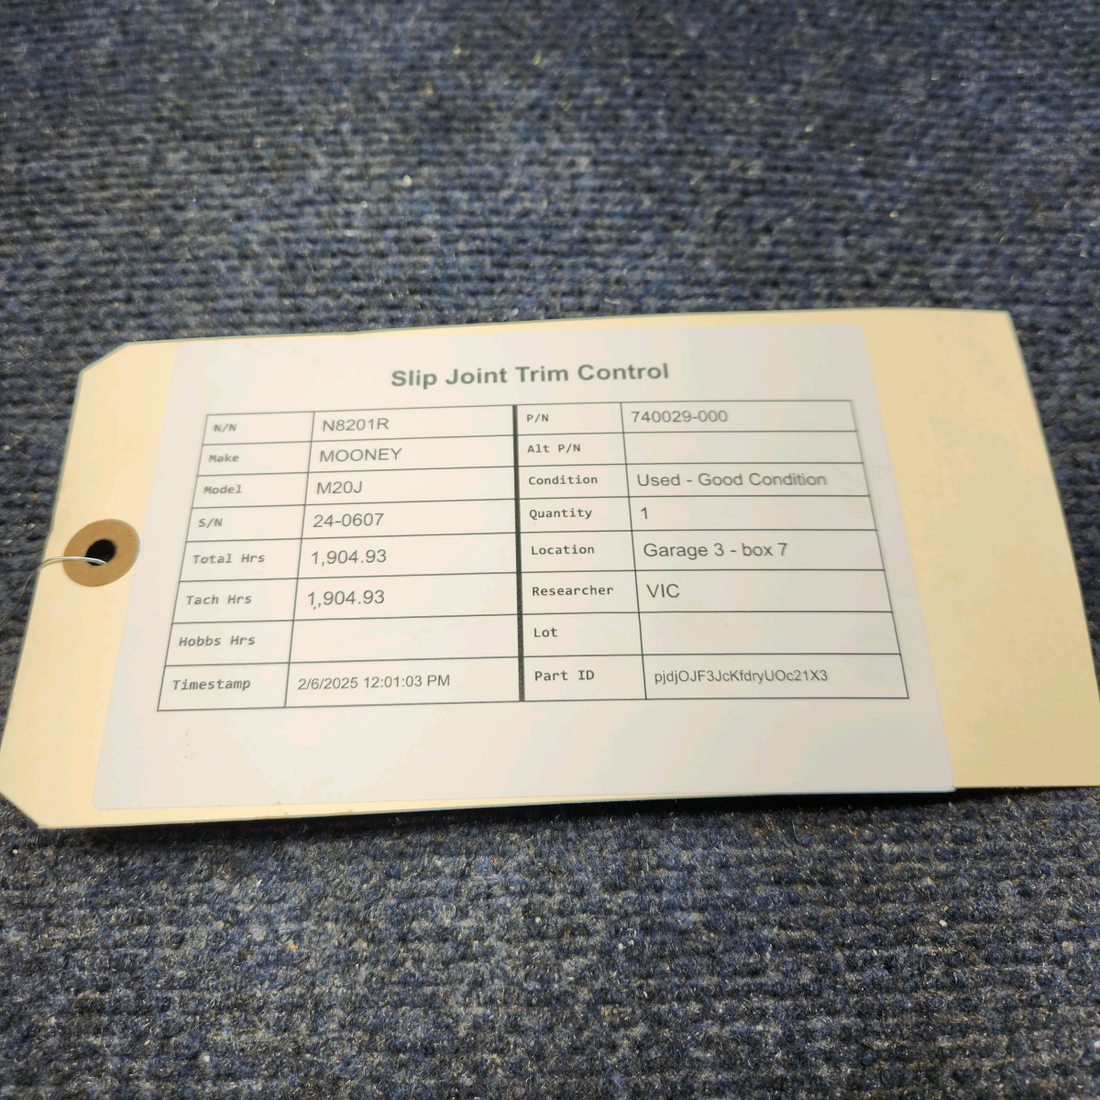 Slip Joint Trim Control
N/N N8201R P/N 740029-000
Make MOONEY Alt P/N
Model M20J Condition Used - Good Condition
S/N 24-0607 Quantity 1
Total Hrs 1,904.93 Location Garage 3 - box 7
Tach Hrs 1,904.93 Researcher VIC
Hobbs Hrs Lot
Timestamp 2/6/2025 12:01:03 PM Part ID pjdjOJF3JcKfdryUOc21X3